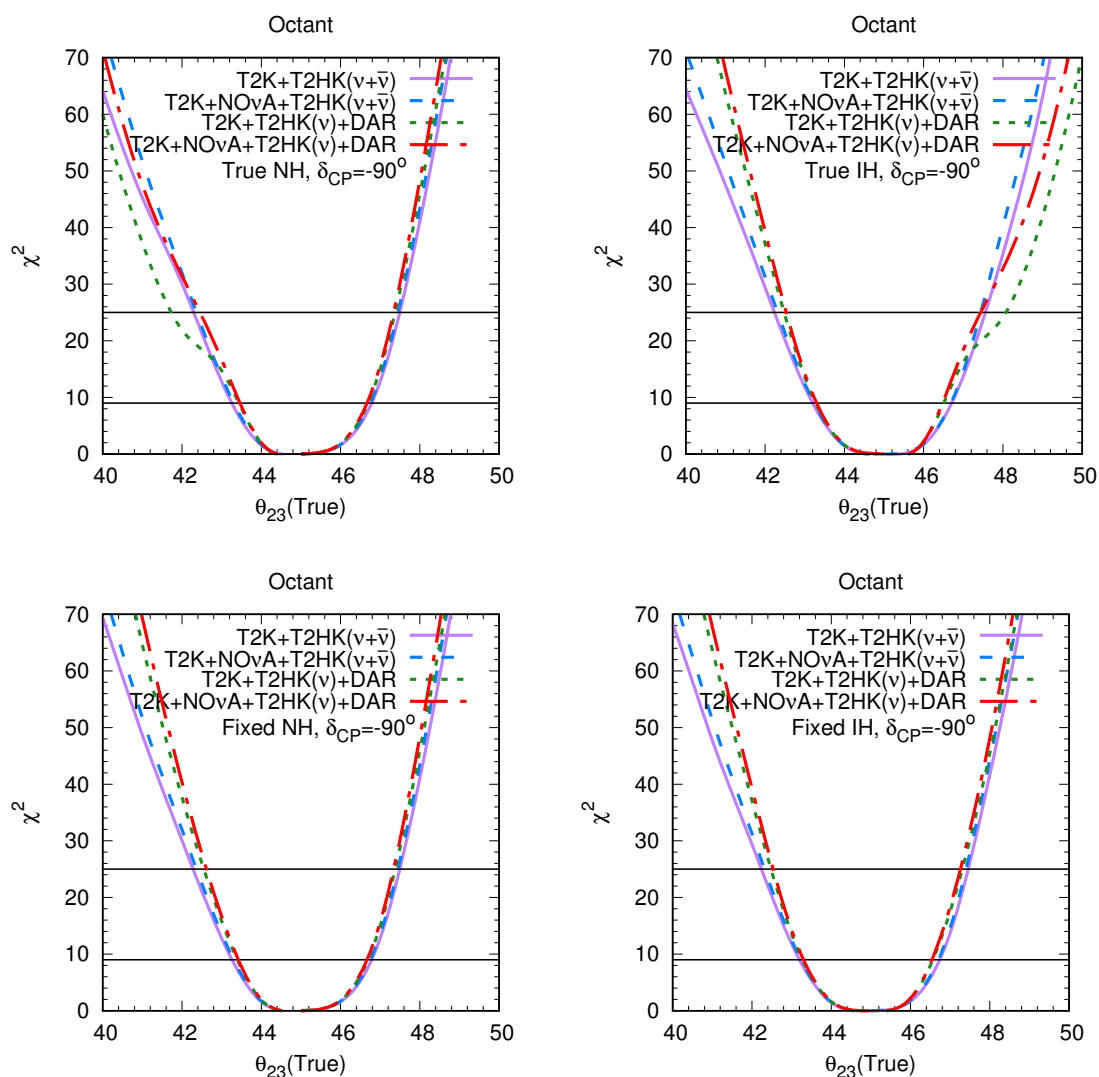 Octant
70
60
50
40
30
20
10
0
χ²
T2K+T2HK(ν+ν̄)
T2K+NOνA+T2HK(ν+ν̄)
T2K+T2HK(ν)+DAR
T2K+NOνA+T2HK(ν)+DAR
True NH, δCP=-90°
40 42 44 46 48 50
θ23(True)
Octant
70
60
50
40
30
20
10
0
χ²
T2K+T2HK(ν+ν̄)
T2K+NOνA+T2HK(ν+ν̄)
T2K+T2HK(ν)+DAR
T2K+NOνA+T2HK(ν)+DAR
True IH, δCP=-90°
40 42 44 46 48 50
θ23(True)
Octant
70
60
50
40
30
20
10
0
χ²
T2K+T2HK(ν+ν̄)
T2K+NOνA+T2HK(ν+ν̄)
T2K+T2HK(ν)+DAR
T2K+NOνA+T2HK(ν)+DAR
Fixed NH, δCP=-90°
40 42 44 46 48 50
θ23(True)
Octant
70
60
50
40
30
20
10
0
χ²
T2K+T2HK(ν+ν̄)
T2K+NOνA+T2HK(ν+ν̄)
T2K+T2HK(ν)+DAR
T2K+NOνA+T2HK(ν)+DAR
Fixed IH, δCP=-90°
40 42 44 46 48 50
θ23(True)